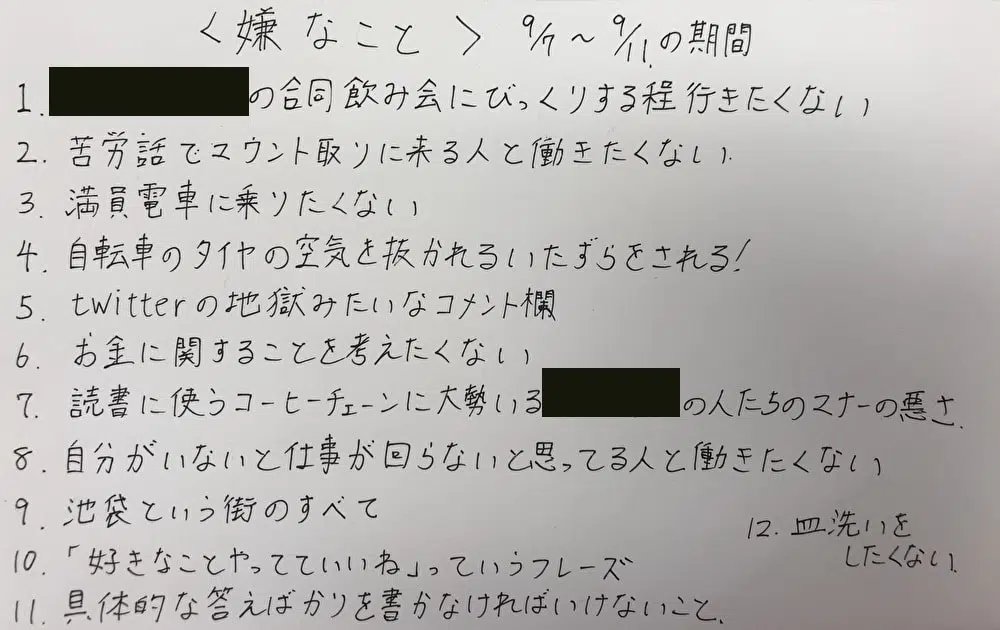 <嫌なこと> 9/7〜9/11の期間
1. の合同飲み会にびっくりする程行きたくない
2. 苦労話でマウント取りに来る人と働きたくない.
3. 満員電車に乗りたくない
4. 自転車のタイヤの空気を抜かれるいたずらをされる!
5. twitterの地獄みたいなコメント欄
6. お金に関することを考えたくない
7. 読書に使うコーヒーチェーンに大勢いるの人たちのマナーの悪さ.
8. 自分がいないと仕事が回らないと思ってる人と働きたくない
9. 池袋という街のすべて
10. 「好きなことやってていいね」っていうフレーズ
11. 具体的な答えばかりを書かなければいけないこと.
12. 皿洗いを
したくない.